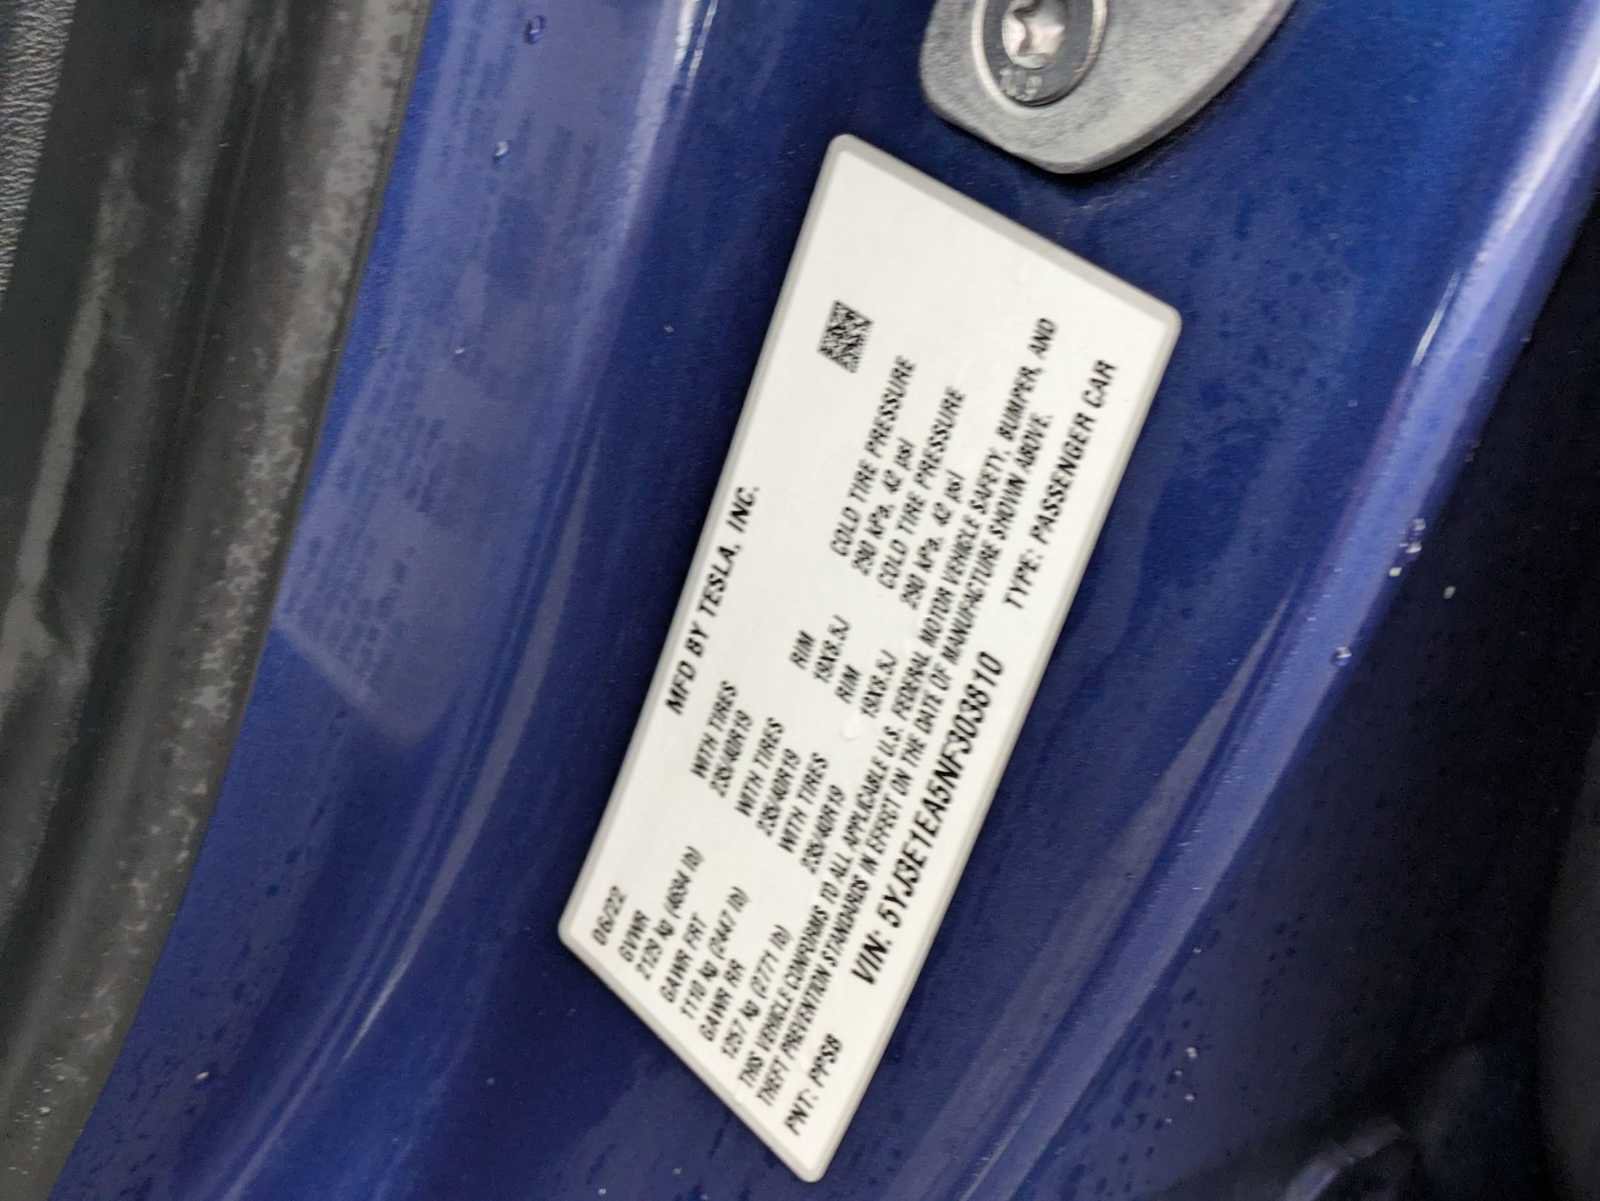 MFD BY TESLA, INC.
06/22
GVWR WITH TIRES
2129 kg (4694 lb) 235/40R19
GAWR FRT WITH TIRES RIM COLD TIRE PRESSURE
1110 kg (2447 lb) 235/40R19 19X8.5J 290 kPa, 42 psi
GAWR RR WITH TIRES RIM COLD TIRE PRESSURE
1257 kg (2771 lb) 235/40R19 19X8.5J 290 kPa, 42 psi
THIS VEHICLE CONFORMS TO ALL APPLICABLE U.S. FEDERAL MOTOR VEHICLE SAFETY, BUMPER, AND
THEFT PREVENTION STANDARDS IN EFFECT ON THE DATE OF MANUFACTURE SHOWN ABOVE.
PNT: PPSB VIN: 5YJ3E1EA5NF303810 TYPE: PASSENGER CAR